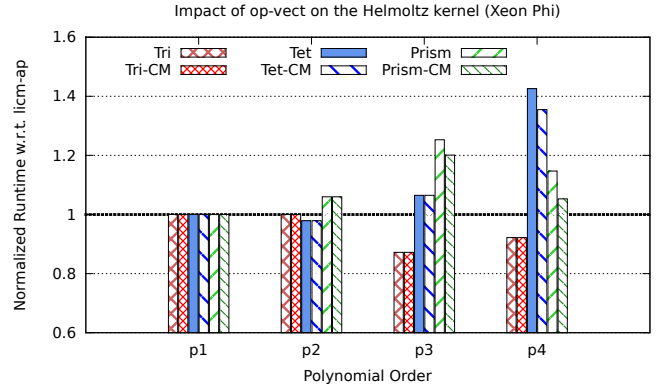 Impact of op-vect on the Helmoltz kernel (Xeon Phi)
Normalized Runtime w.r.t. licm-ap
1.6
1.4
1.2
1
0.8
0.6
Tri Tet Prism
Tri-CM Tet-CM Prism-CM
p1 p2 p3 p4
Polynomial Order